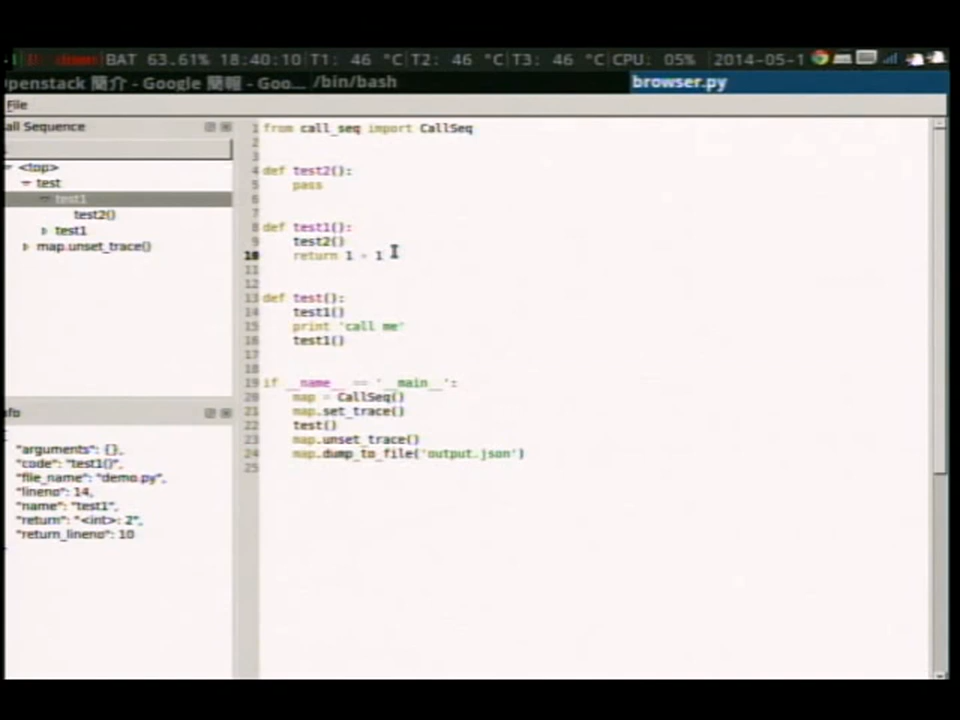 BAT 63.61% 18:40:10 T1: 46 °C T2: 46 °C T3: 46 °C CPU: 05% 2014-05-1
penstack 簡介 - Google 簡報 - Goo... /bin/bash browser.py
File
all Sequence
<top>
test
test1
test2()
test1
map.unset_trace()
1 from call_seq import CallSeq
2
3
4 def test2():
5 pass
6
7
8 def test1():
9 test2()
10 return 1 + 1
11
12
13 def test():
14 test1()
15 print 'call me'
16 test1()
17
18
19 if __name__ == '__main__':
20 map = CallSeq()
21 map.set_trace()
22 test()
23 map.unset_trace()
24 map.dump_to_file('output.json')
25
nfo
"arguments": {},
"code": "test1()",
"file_name": "demo.py",
"lineno": 14,
"name": "test1",
"return": "<int>: 2",
"return_lineno": 10